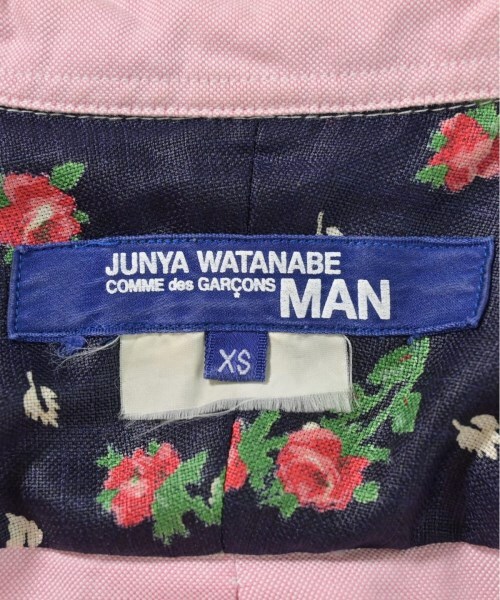 JUNYA WATANABE
COMME des GARÇONS MAN
XS